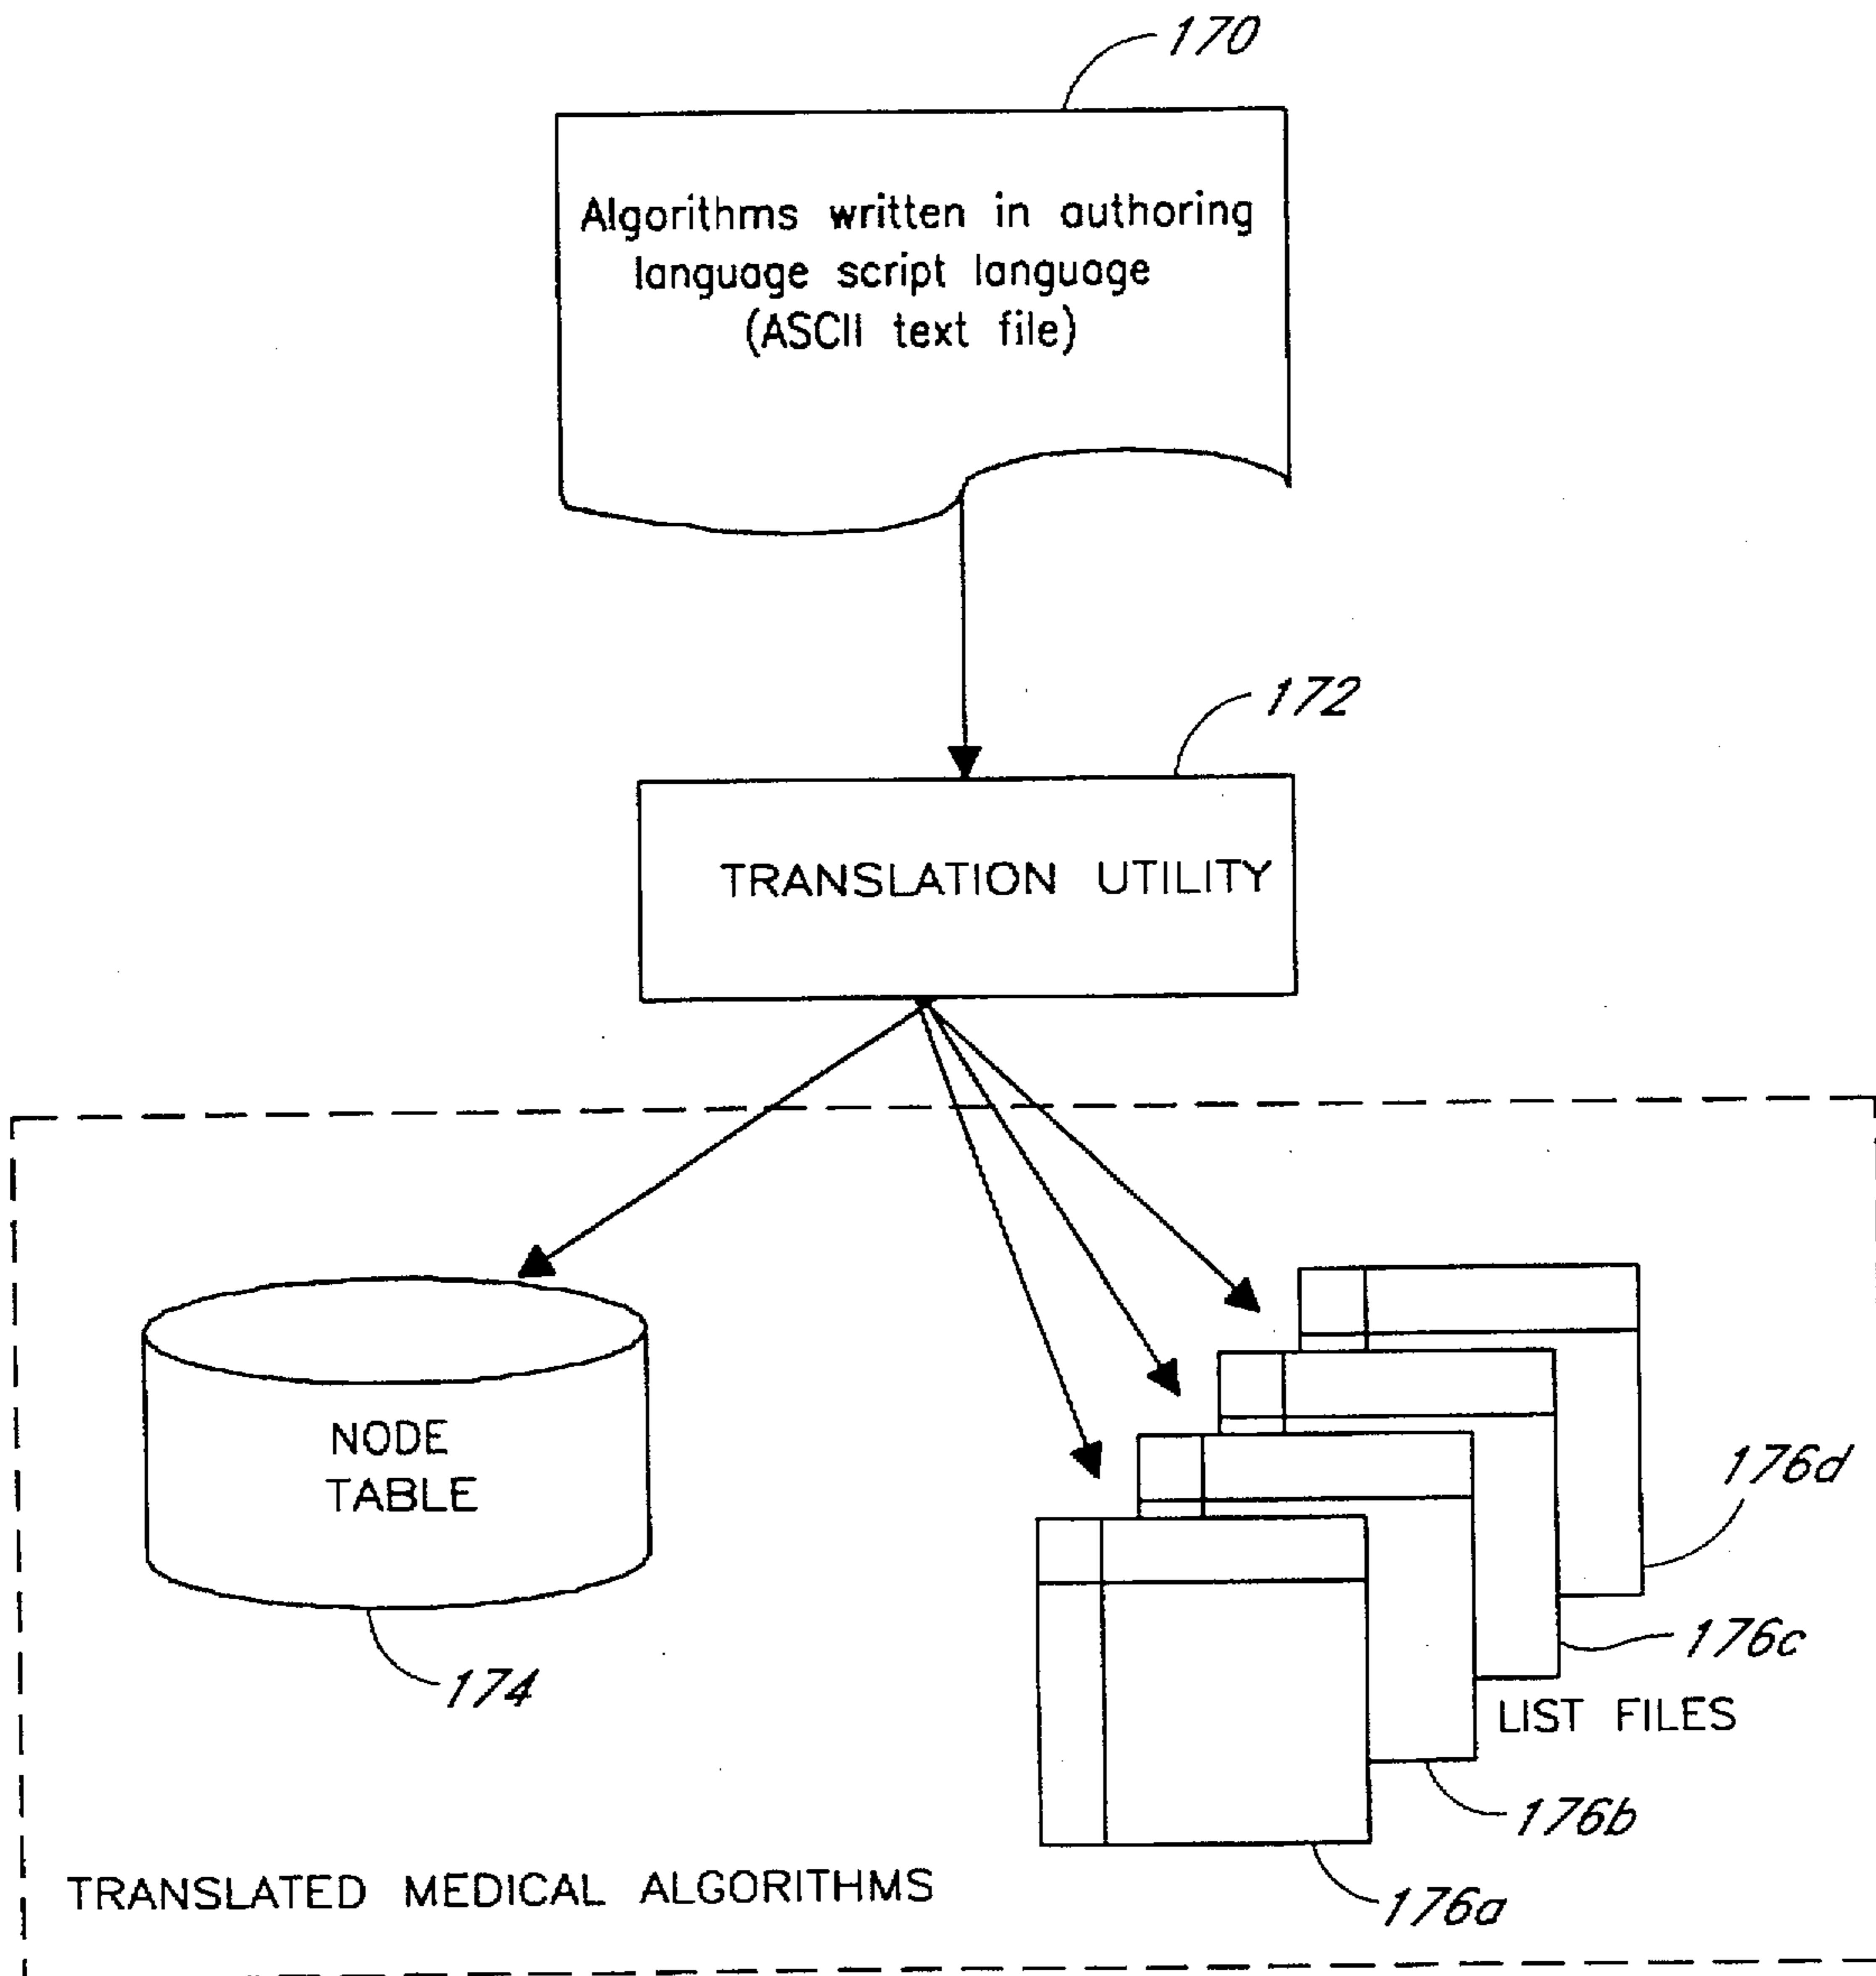 170
Algorithms written in authoring
language script language
(ASCII text file)
172
TRANSLATION UTILITY
NODE
TABLE
174
176d
176c
LIST FILES
176b
176a
TRANSLATED MEDICAL ALGORITHMS